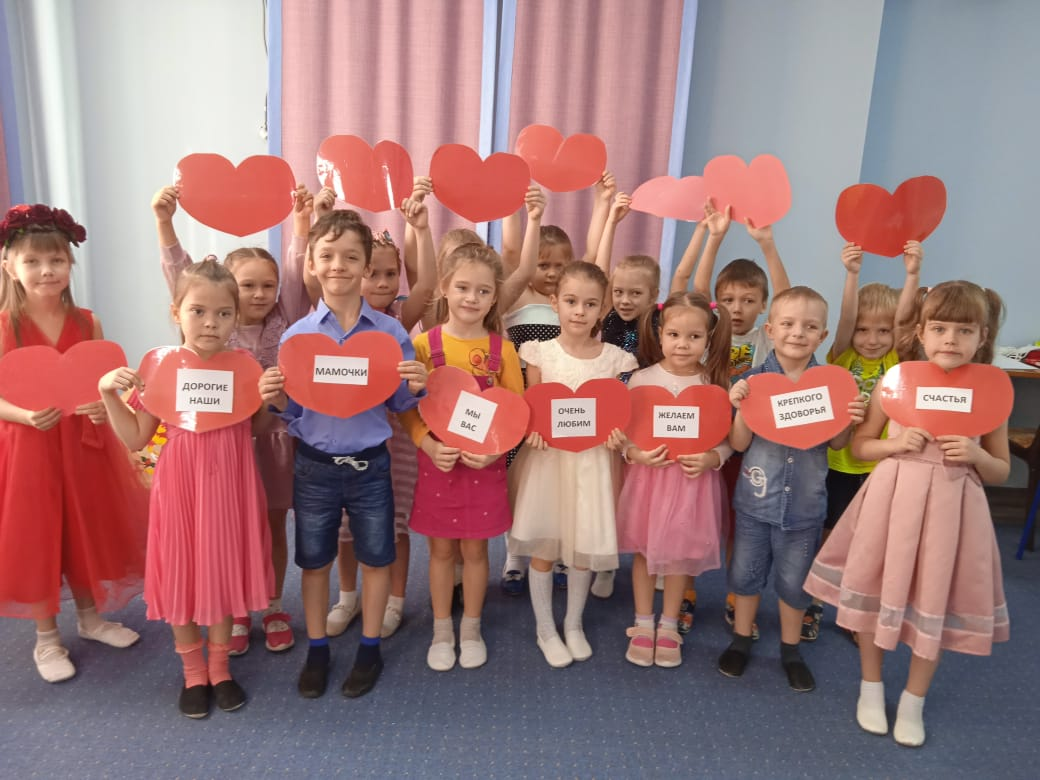 ДОРОГИЕ
НАШИ
МАМОЧКИ
МЫ
ВАС
ОЧЕНЬ
ЛЮБИМ
ЖЕЛАЕМ
ВАМ
КРЕПКОГО
ЗДОВОРЬЯ
СЧАСТЬЯ